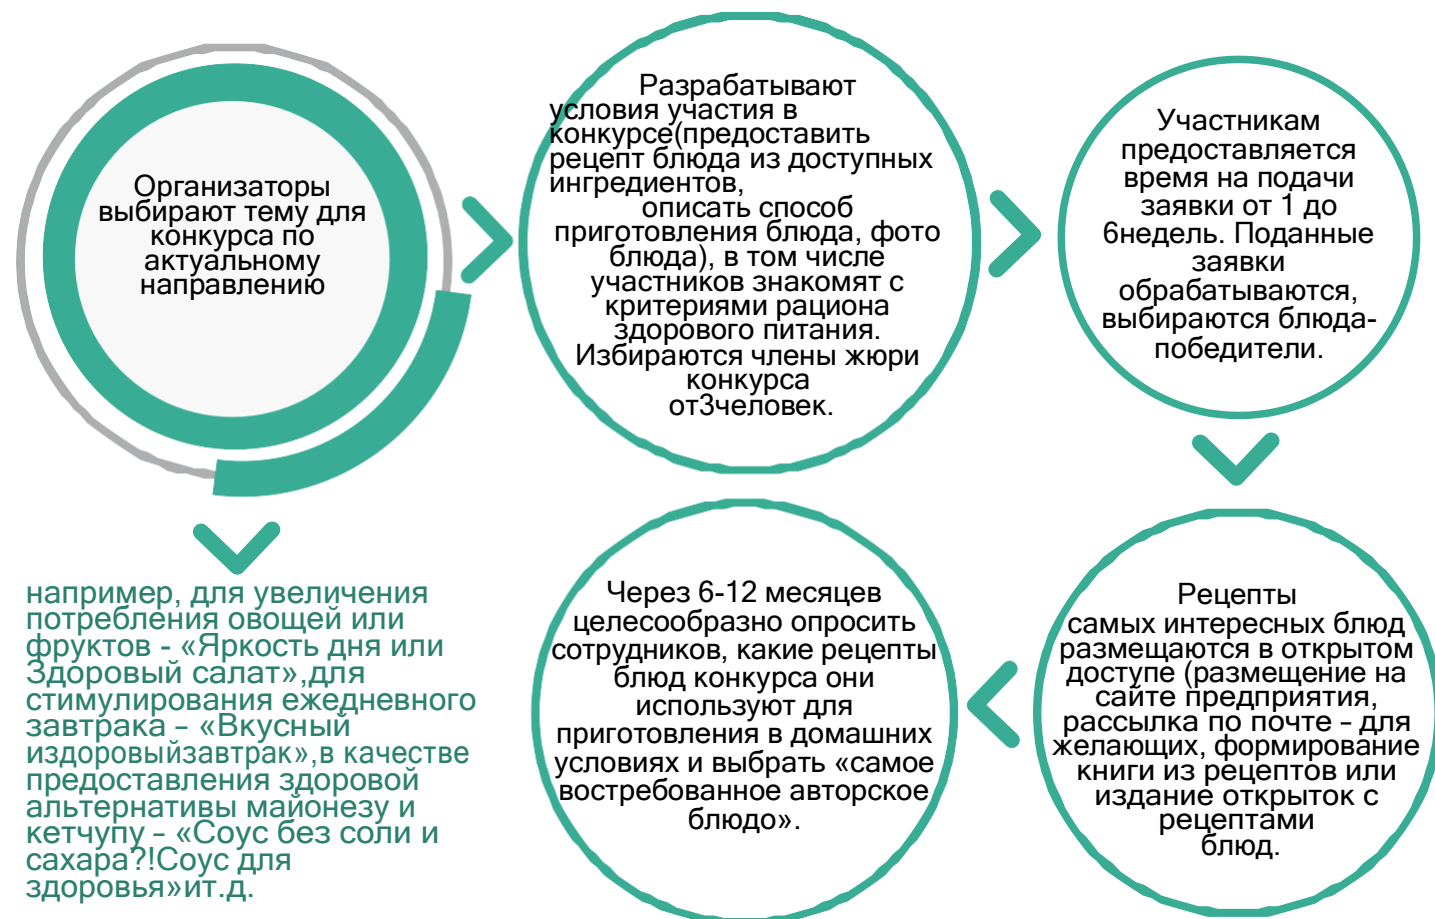 Организаторы
выбирают тему для
конкурса по
актуальному
направлению
например, для увеличения
потребления овощей или
фруктов - «Яркость дня или
Здоровый салат»,для
стимулирования ежедневного
завтрака – «Вкусный
издоровыйзавтрак»,в качестве
предоставления здоровой
альтернативы майонезу и
кетчупу – «Соус без соли и
сахара?!Соус для
здоровья»ит.д.
Разрабатывают
условия участия в
конкурсе(предоставить
рецепт блюда из доступных
ингредиентов,
описать способ
приготовления блюда, фото
блюда), в том числе
участников знакомят с
критериями рациона
здорового питания.
Избираются члены жюри
конкурса
от3человек.
Участникам
предоставляется
время на подачи
заявки от 1 до
6недель. Поданные
заявки
обрабатываются,
выбираются блюда-
победители.
Рецепты
самых интересных блюд
размещаются в открытом
доступе (размещение на
сайте предприятия,
рассылка по почте – для
желающих, формирование
книги из рецептов или
издание открыток с
рецептами
блюд.
Через 6-12 месяцев
целесообразно опросить
сотрудников, какие рецепты
блюд конкурса они
используют для
приготовления в домашних
условиях и выбрать «самое
востребованное авторское
блюдо».